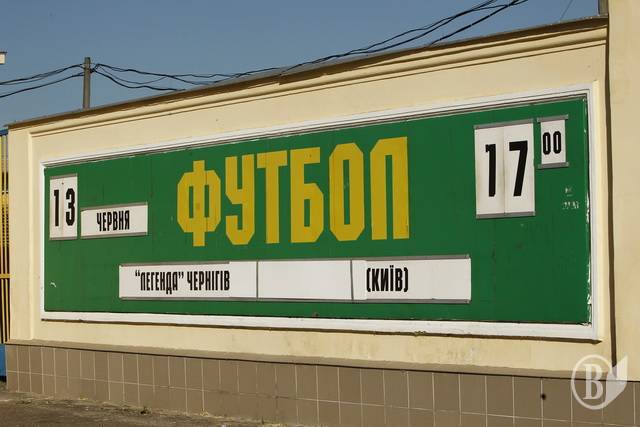 ФУТБОЛ
13 ЧЕРВНЯ
17 00
"ЛЕГЕНДА" ЧЕРНІГІВ (КИЇВ)
В